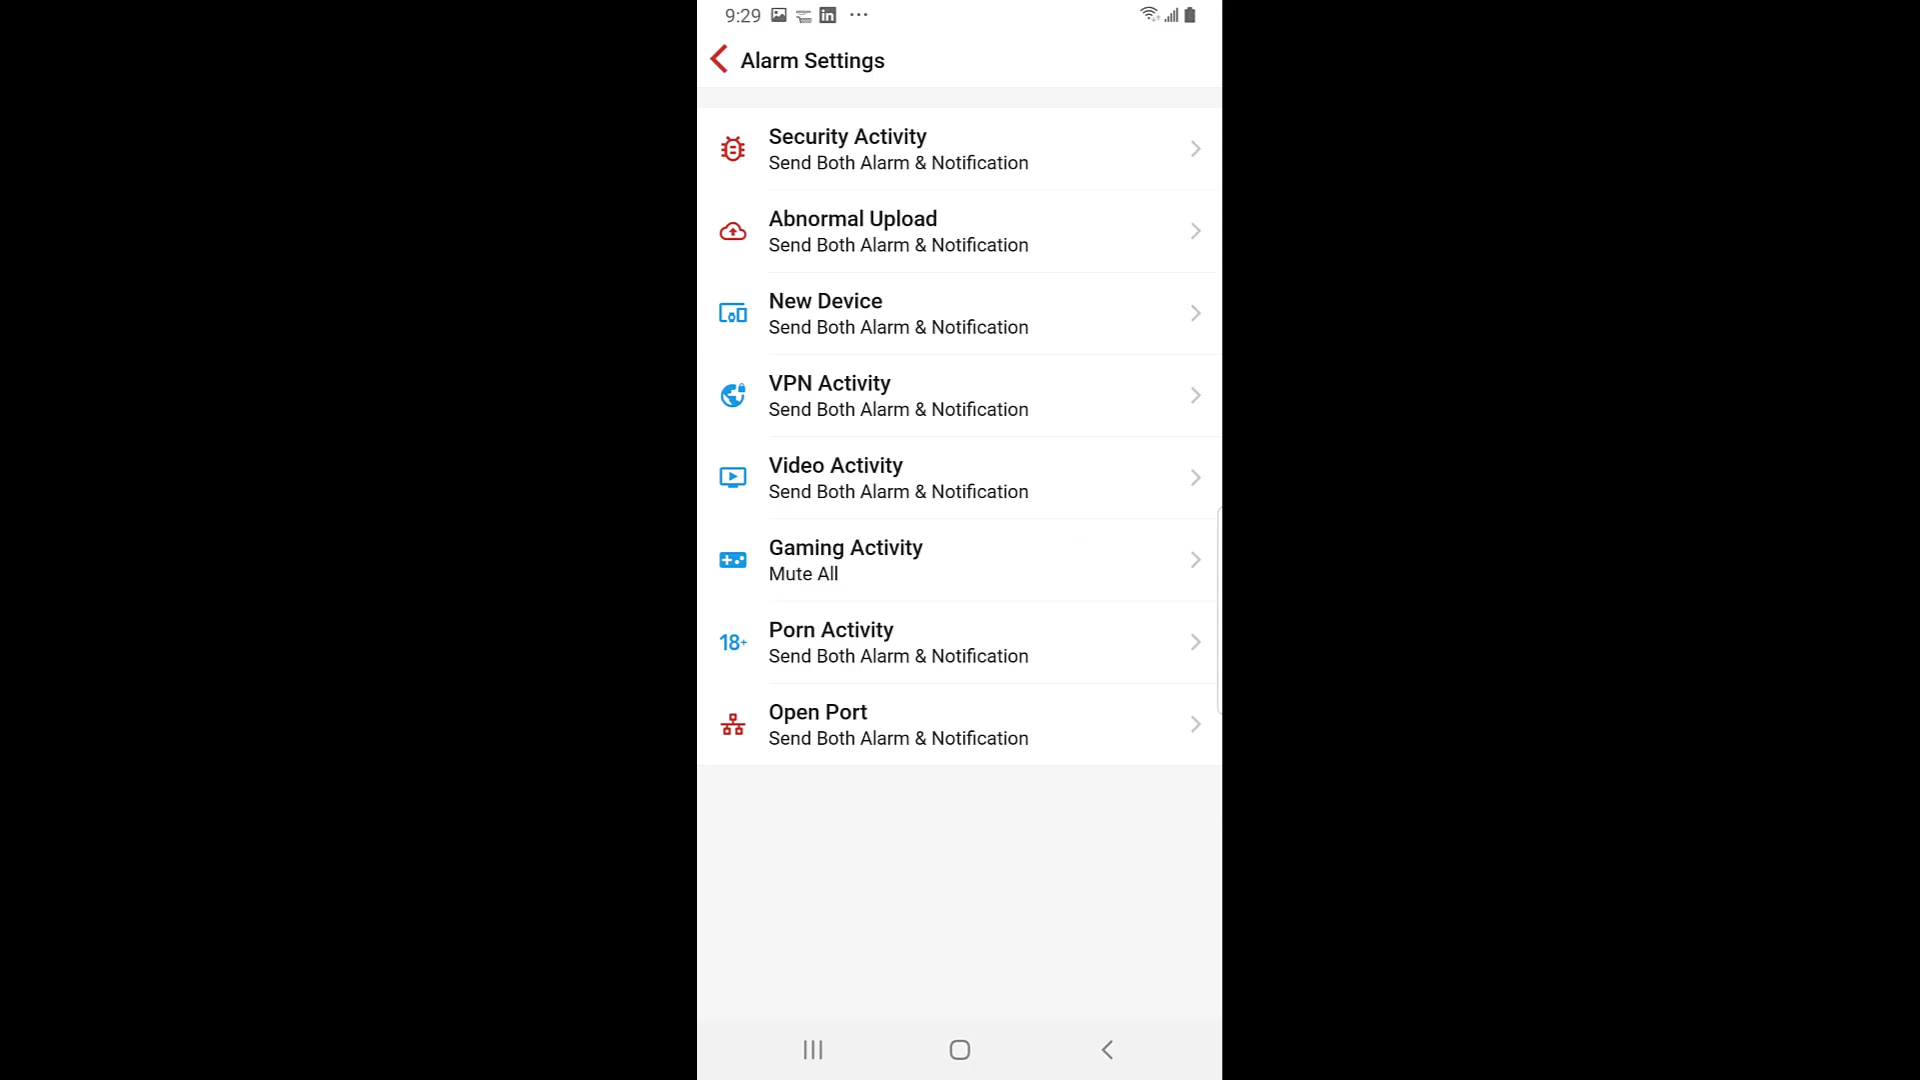 9:29
Alarm Settings
Security Activity
Send Both Alarm & Notification
Abnormal Upload
Send Both Alarm & Notification
New Device
Send Both Alarm & Notification
VPN Activity
Send Both Alarm & Notification
Video Activity
Send Both Alarm & Notification
Gaming Activity
Mute All
18+
Porn Activity
Send Both Alarm & Notification
Open Port
Send Both Alarm & Notification